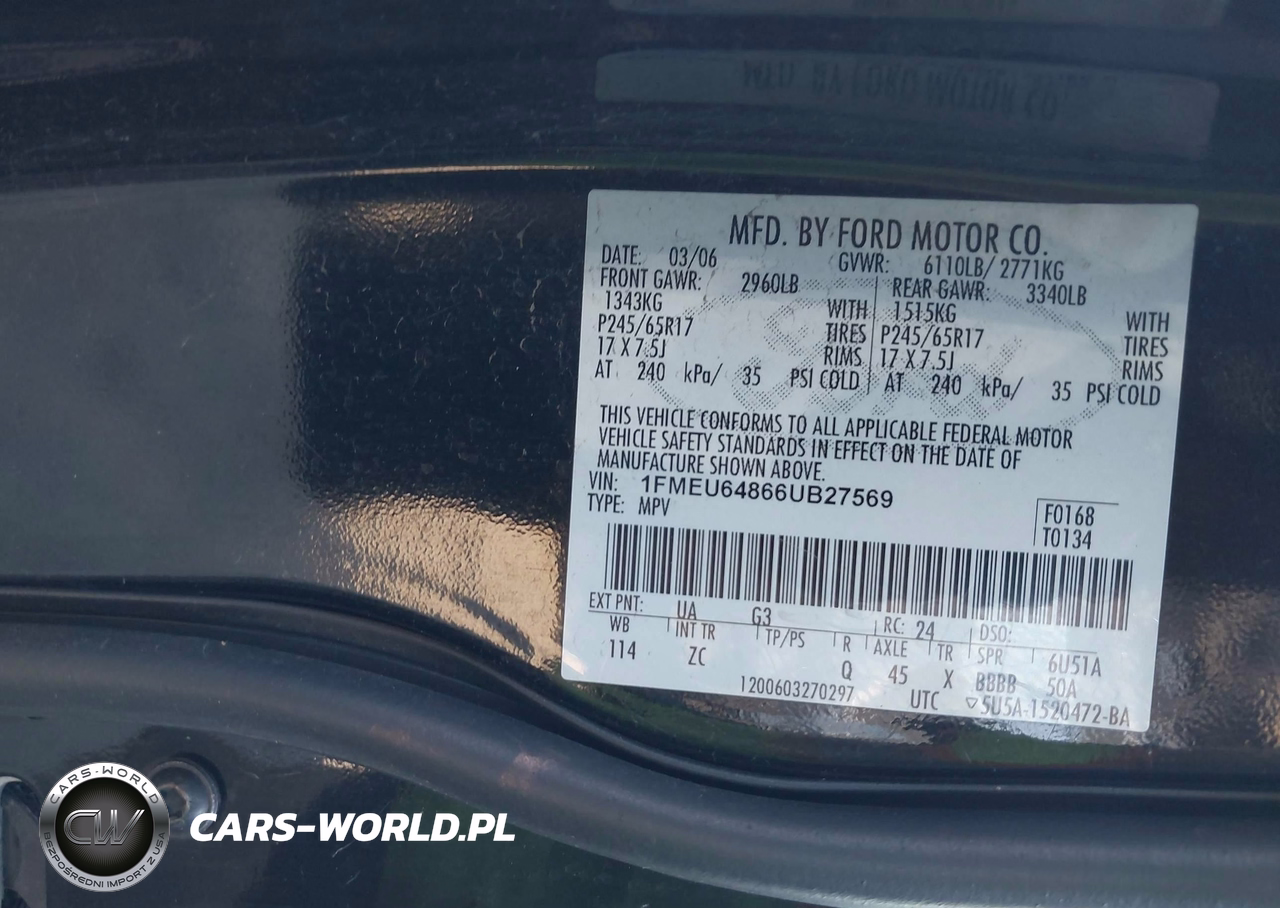 MFD. BY FORD MOTOR CO.
DATE: 03/06 GVWR: 6110LB/ 2771KG
FRONT GAWR: 2960LB REAR GAWR: 3340LB
1343KG WITH 1515KG WITH
P245/65R17 TIRES P245/65R17 TIRES
17 X 7.5J RIMS 17 X 7.5J RIMS
AT 240 kPa/ 35 PSI COLD AT 240 kPa/ 35 PSI COLD
THIS VEHICLE CONFORMS TO ALL APPLICABLE FEDERAL MOTOR
VEHICLE SAFETY STANDARDS IN EFFECT ON THE DATE OF
MANUFACTURE SHOWN ABOVE.
VIN: 1FMEU64866UB27569
TYPE: MPV
F0168
T0134
EXT PNT: UA G3 RC: 24 DSO:
WB INT TR TP/PS R AXLE TR SPR 6U51A
114 ZC Q 45 X BBBB 50A
1200603270297 UTC ▽5U5A-1520472-BA
CARS-WORLD
CW
BEZPOŚREDNI IMPORT Z USA
CARS-WORLD.PL